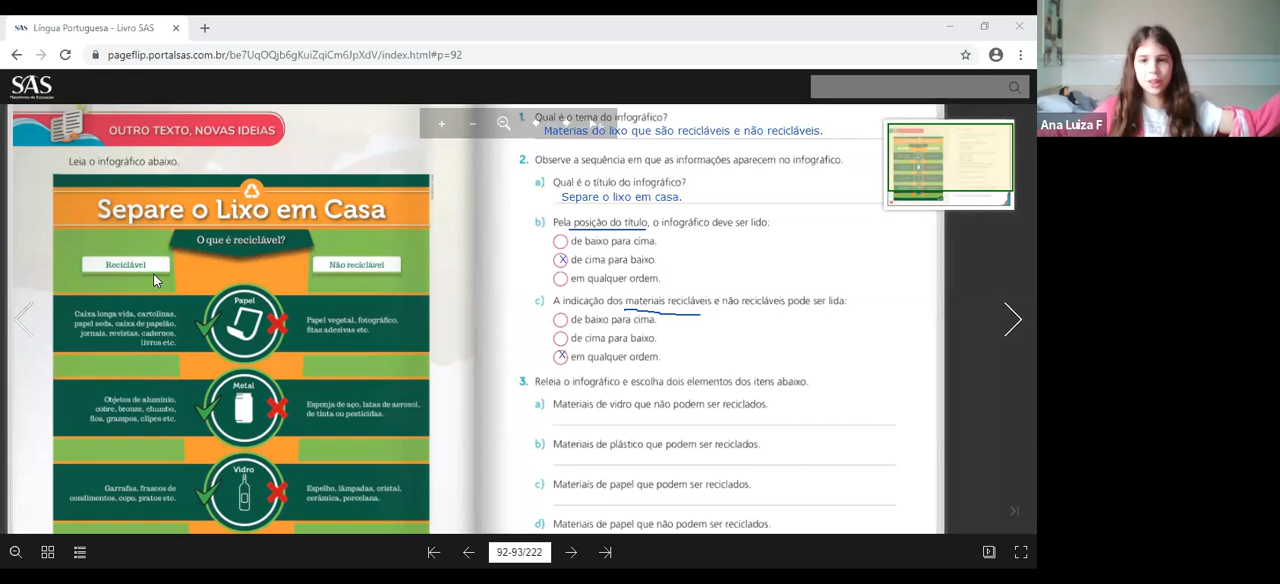 SAS Língua Portuguesa - Livro SAS
pageflip.portalsas.com.br/be7UqOQjb6gKuiZqiCm6JpXdV/index.html#p=92
SAS
Plataforma de Educação
Ana Luiza F
OUTRO TEXTO, NOVAS IDEIAS
Leia o infográfico abaixo.
Separe o Lixo em Casa
O que é reciclável?
Reciclável
Não reciclável
Papel
Caixa longa vida, cartolinas,
papel seda, caixa de papelão,
jornais, revistas, cadernos,
livros etc.
Papel vegetal, fotográfico,
fitas adesivas etc.
Metal
Objetos de alumínio,
cobre, bronze, chumbo,
fios, grampos, clipes etc.
Esponja de aço, latas de aerosol,
de tinta ou pesticidas.
Vidro
Garrafas, frascos de
condimentos, copo, pratos etc.
Espelho, lâmpadas, cristal,
cerâmica, porcelana.
1. Qual é o tema do infográfico?
Materias do lixo que são recicláveis e não recicláveis.
2. Observe a sequência em que as informações aparecem no infográfico.
a) Qual é o título do infográfico?
Separe o lixo em casa.
b) Pela posição do título, o infográfico deve ser lido:
de baixo para cima.
X de cima para baixo.
em qualquer ordem.
c) A indicação dos materiais recicláveis e não recicláveis pode ser lida:
de baixo para cima.
de cima para baixo.
X em qualquer ordem.
3. Releia o infográfico e escolha dois elementos dos itens abaixo.
a) Materiais de vidro que não podem ser reciclados.
b) Materiais de plástico que podem ser reciclados.
c) Materiais de papel que podem ser reciclados.
d) Materiais de papel que não podem ser reciclados.
92-93/222